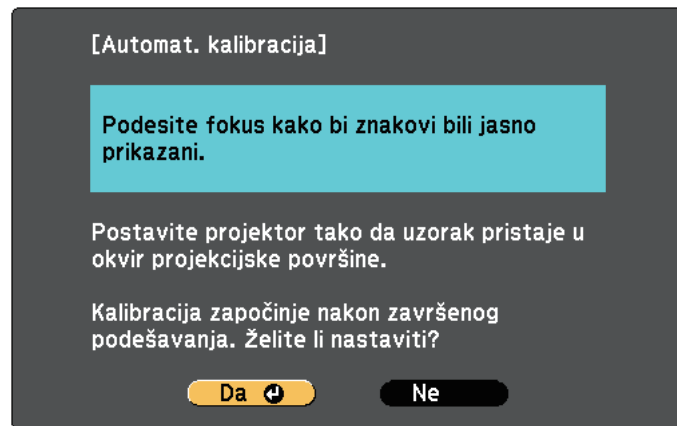 [Automat. kalibracija]
Podesite fokus kako bi znakovi bili jasno
prikazani.
Postavite projektor tako da uzorak pristaje u
okvir projekcijske površine.
Kalibracija započinje nakon završenog
podešavanja. Želite li nastaviti?
Da
Ne